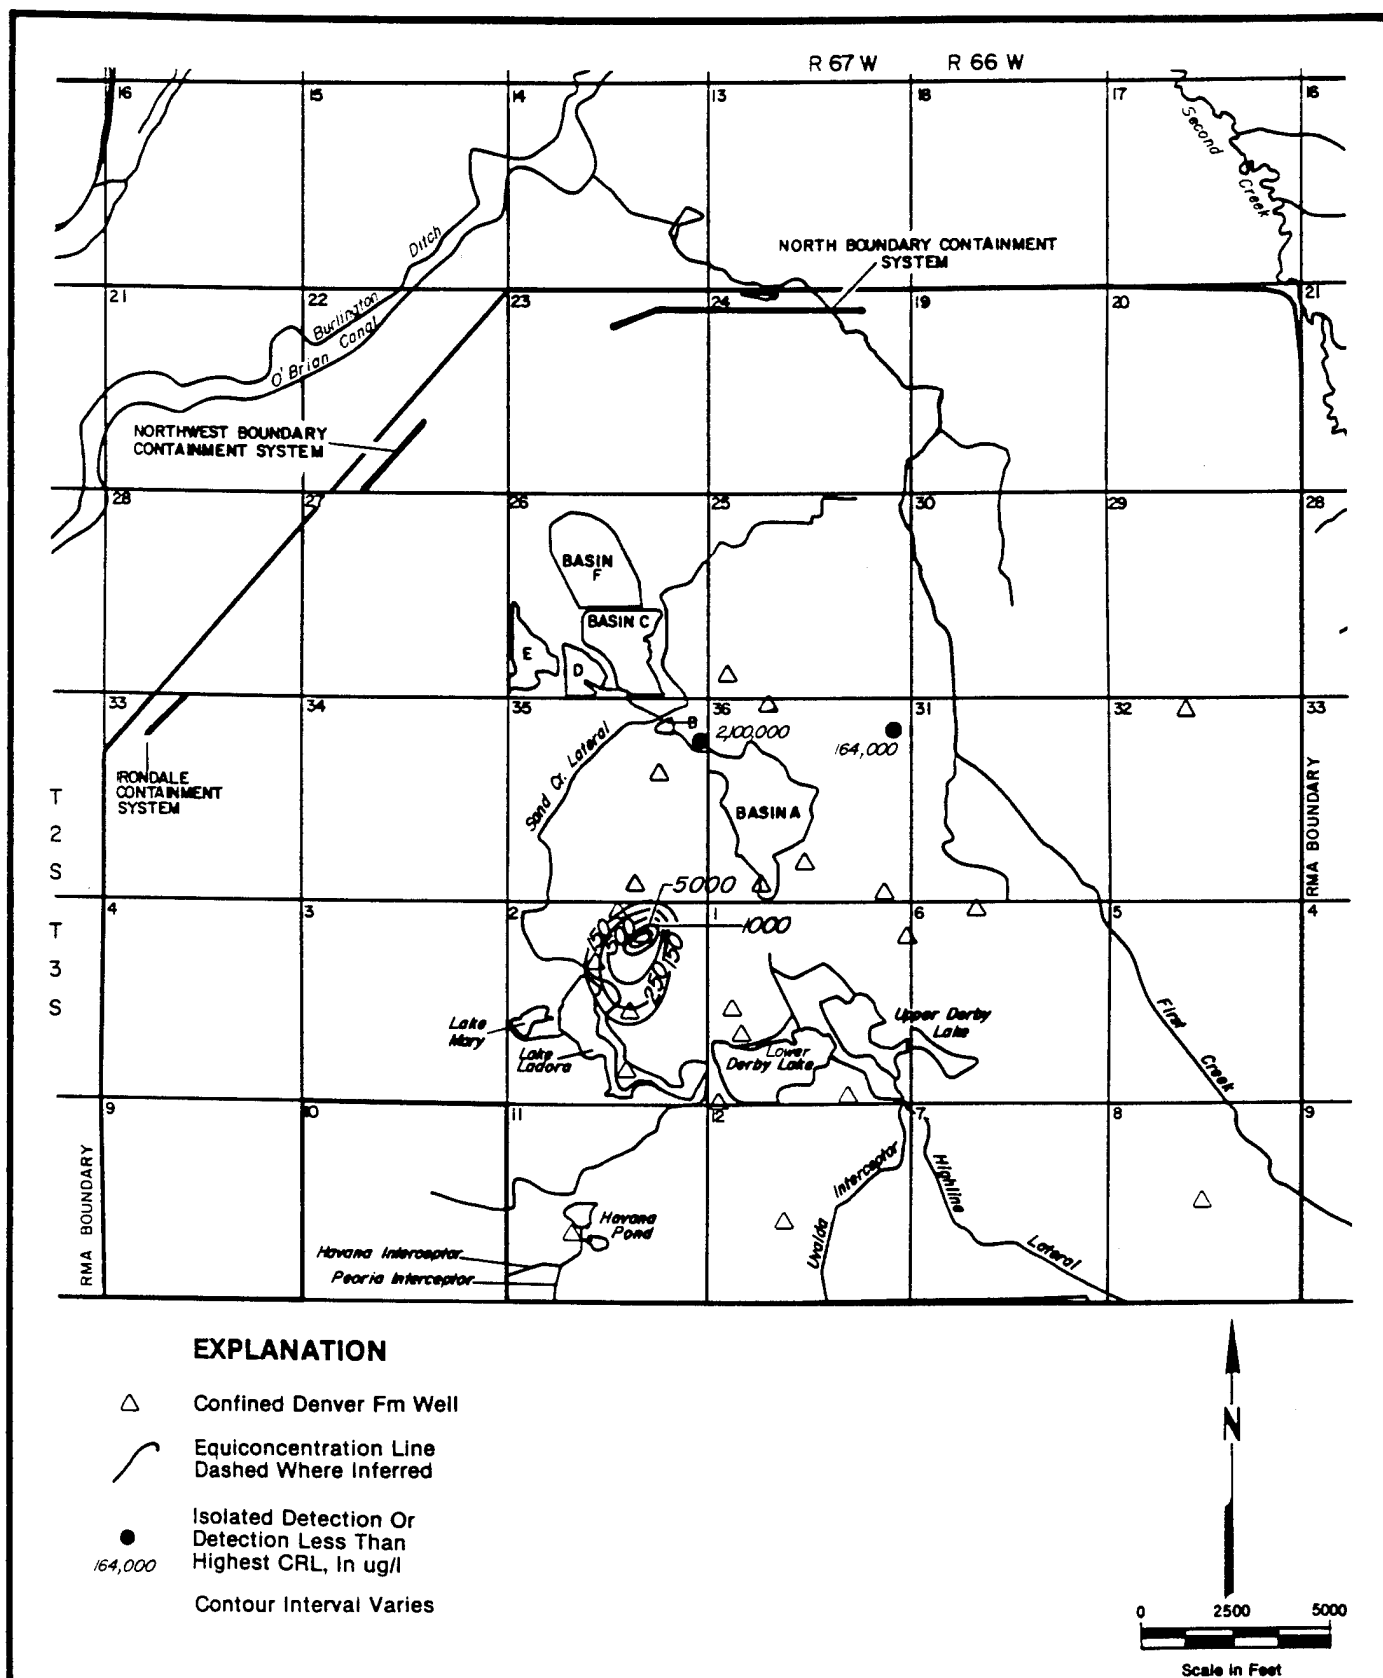 R 67 W
R 66 W
16
15
14
13
18
17
16
Second
Creek
Ditch
NORTH BOUNDARY CONTAINMENT
SYSTEM
21
22
23
24
19
20
21
Burlington
O'Brian Canal
NORTHWEST BOUNDARY
CONTAINMENT SYSTEM
28
27
26
25
30
29
28
BASIN
F
BASIN C
E
D
33
34
35
36
31
32
33
B
2,100,000
164,000
Sand Cr. Lateral
IRONDALE
CONTAINMENT
SYSTEM
BASIN A
RMA BOUNDARY
T
2
S
5000
4
3
2
1
6
5
4
1000
T
3
S
150
250
150
Lake
Mary
Lake
Ladora
Lower
Derby Lake
Upper Derby
Lake
First
Creek
9
10
11
12
7
8
9
RMA BOUNDARY
Interceptor
Uvalda
Highline
Lateral
Havana
Pond
Havana Interceptor
Peoria Interceptor
EXPLANATION
Confined Denver Fm Well
Equiconcentration Line
Dashed Where Inferred
Isolated Detection Or
Detection Less Than
Highest CRL, In ug/l
164,000
Contour Interval Varies
N
0 2500 5000
Scale in Feet